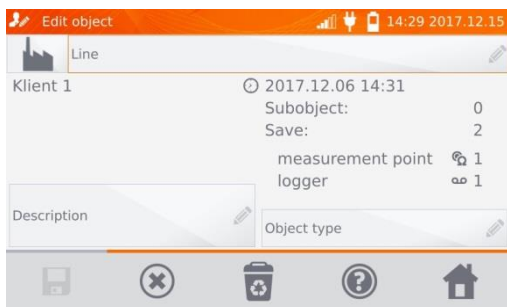 Edit object 14:29 2017.12.15
Line
Klient 1 2017.12.06 14:31
Subobject: 0
Save: 2
measurement point 1
logger 1
Description
Object type